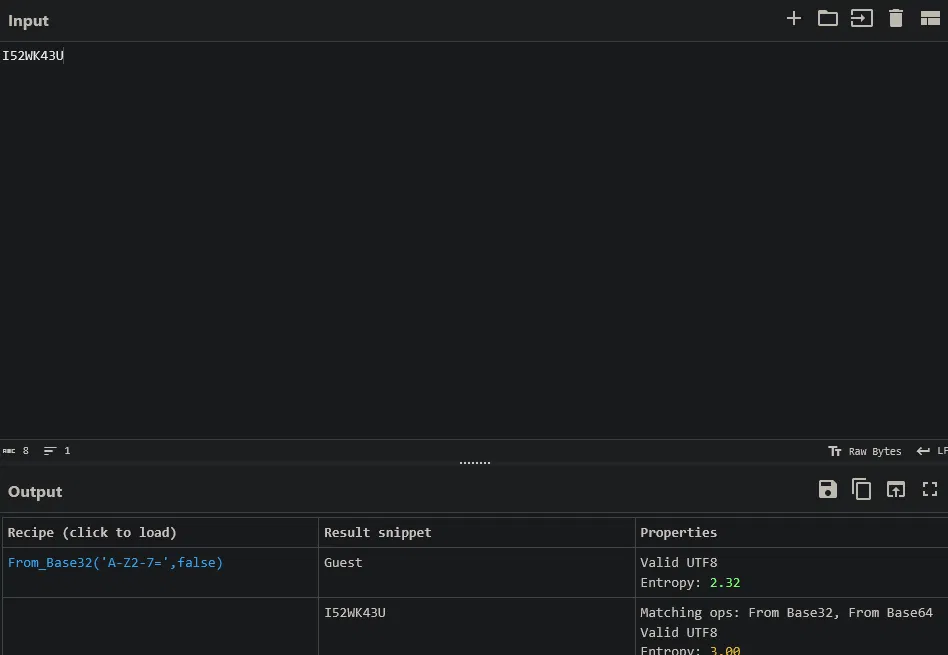 Input
I52WK43U
ABC 8 1
Raw Bytes LF
Output
Recipe (click to load) Result snippet Properties
From_Base32('A-Z2-7=',false) Guest Valid UTF8
Entropy: 2.32
I52WK43U Matching ops: From Base32, From Base64
Valid UTF8
Entropy: 3.00